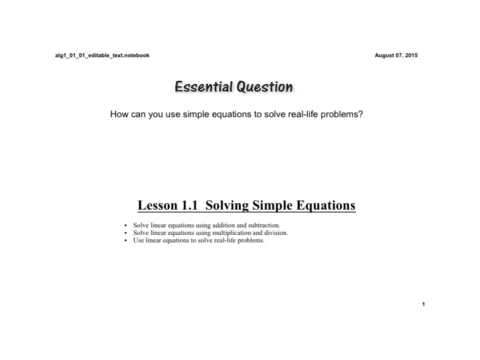 alg1_01_01_editable_text.notebook
August 07, 2015
Essential Question
How can you use simple equations to solve real-life problems?
Lesson 1.1 Solving Simple Equations
• Solve linear equations using addition and subtraction.
• Solve linear equations using multiplication and division.
• Use linear equations to solve real-life problems.
1